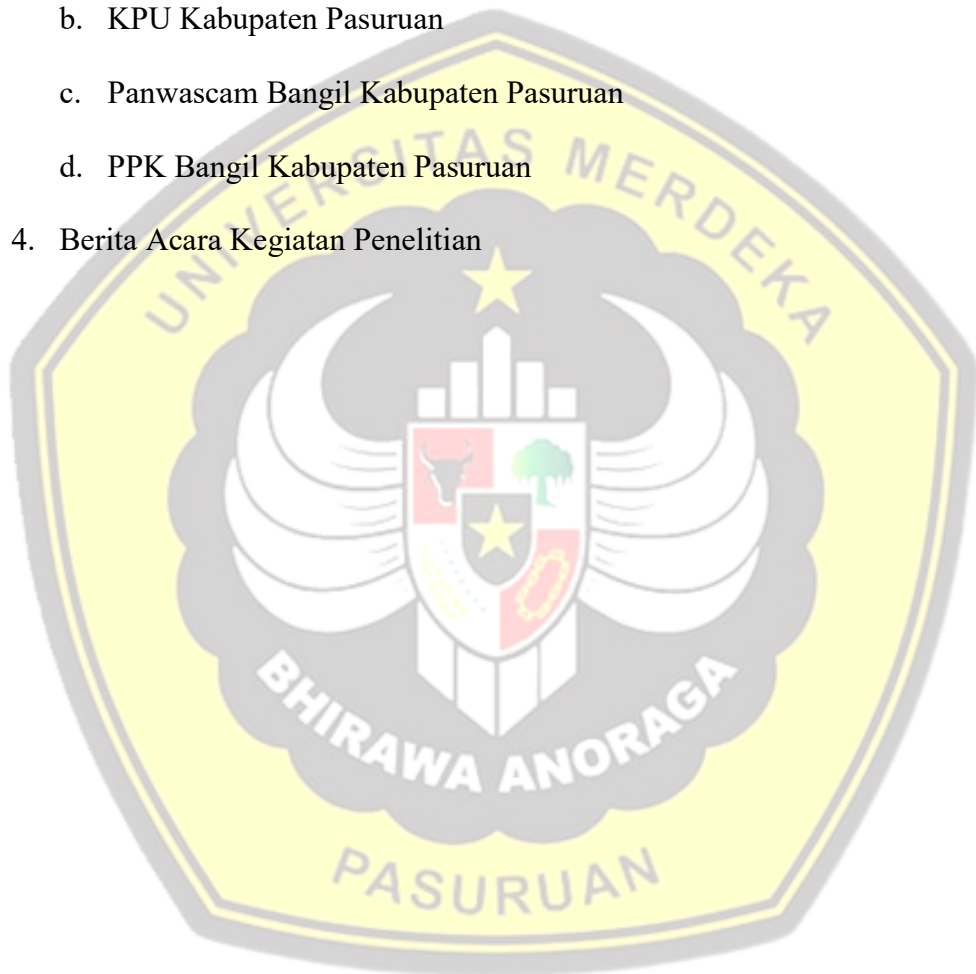 b. KPU Kabupaten Pasuruan
c. Panwascam Bangil Kabupaten Pasuruan
d. PPK Bangil Kabupaten Pasuruan
4. Berita Acara Kegiatan Penelitian
UNIVERSITAS MERDEKA
BHIRAWA ANORAGA
PASURUAN